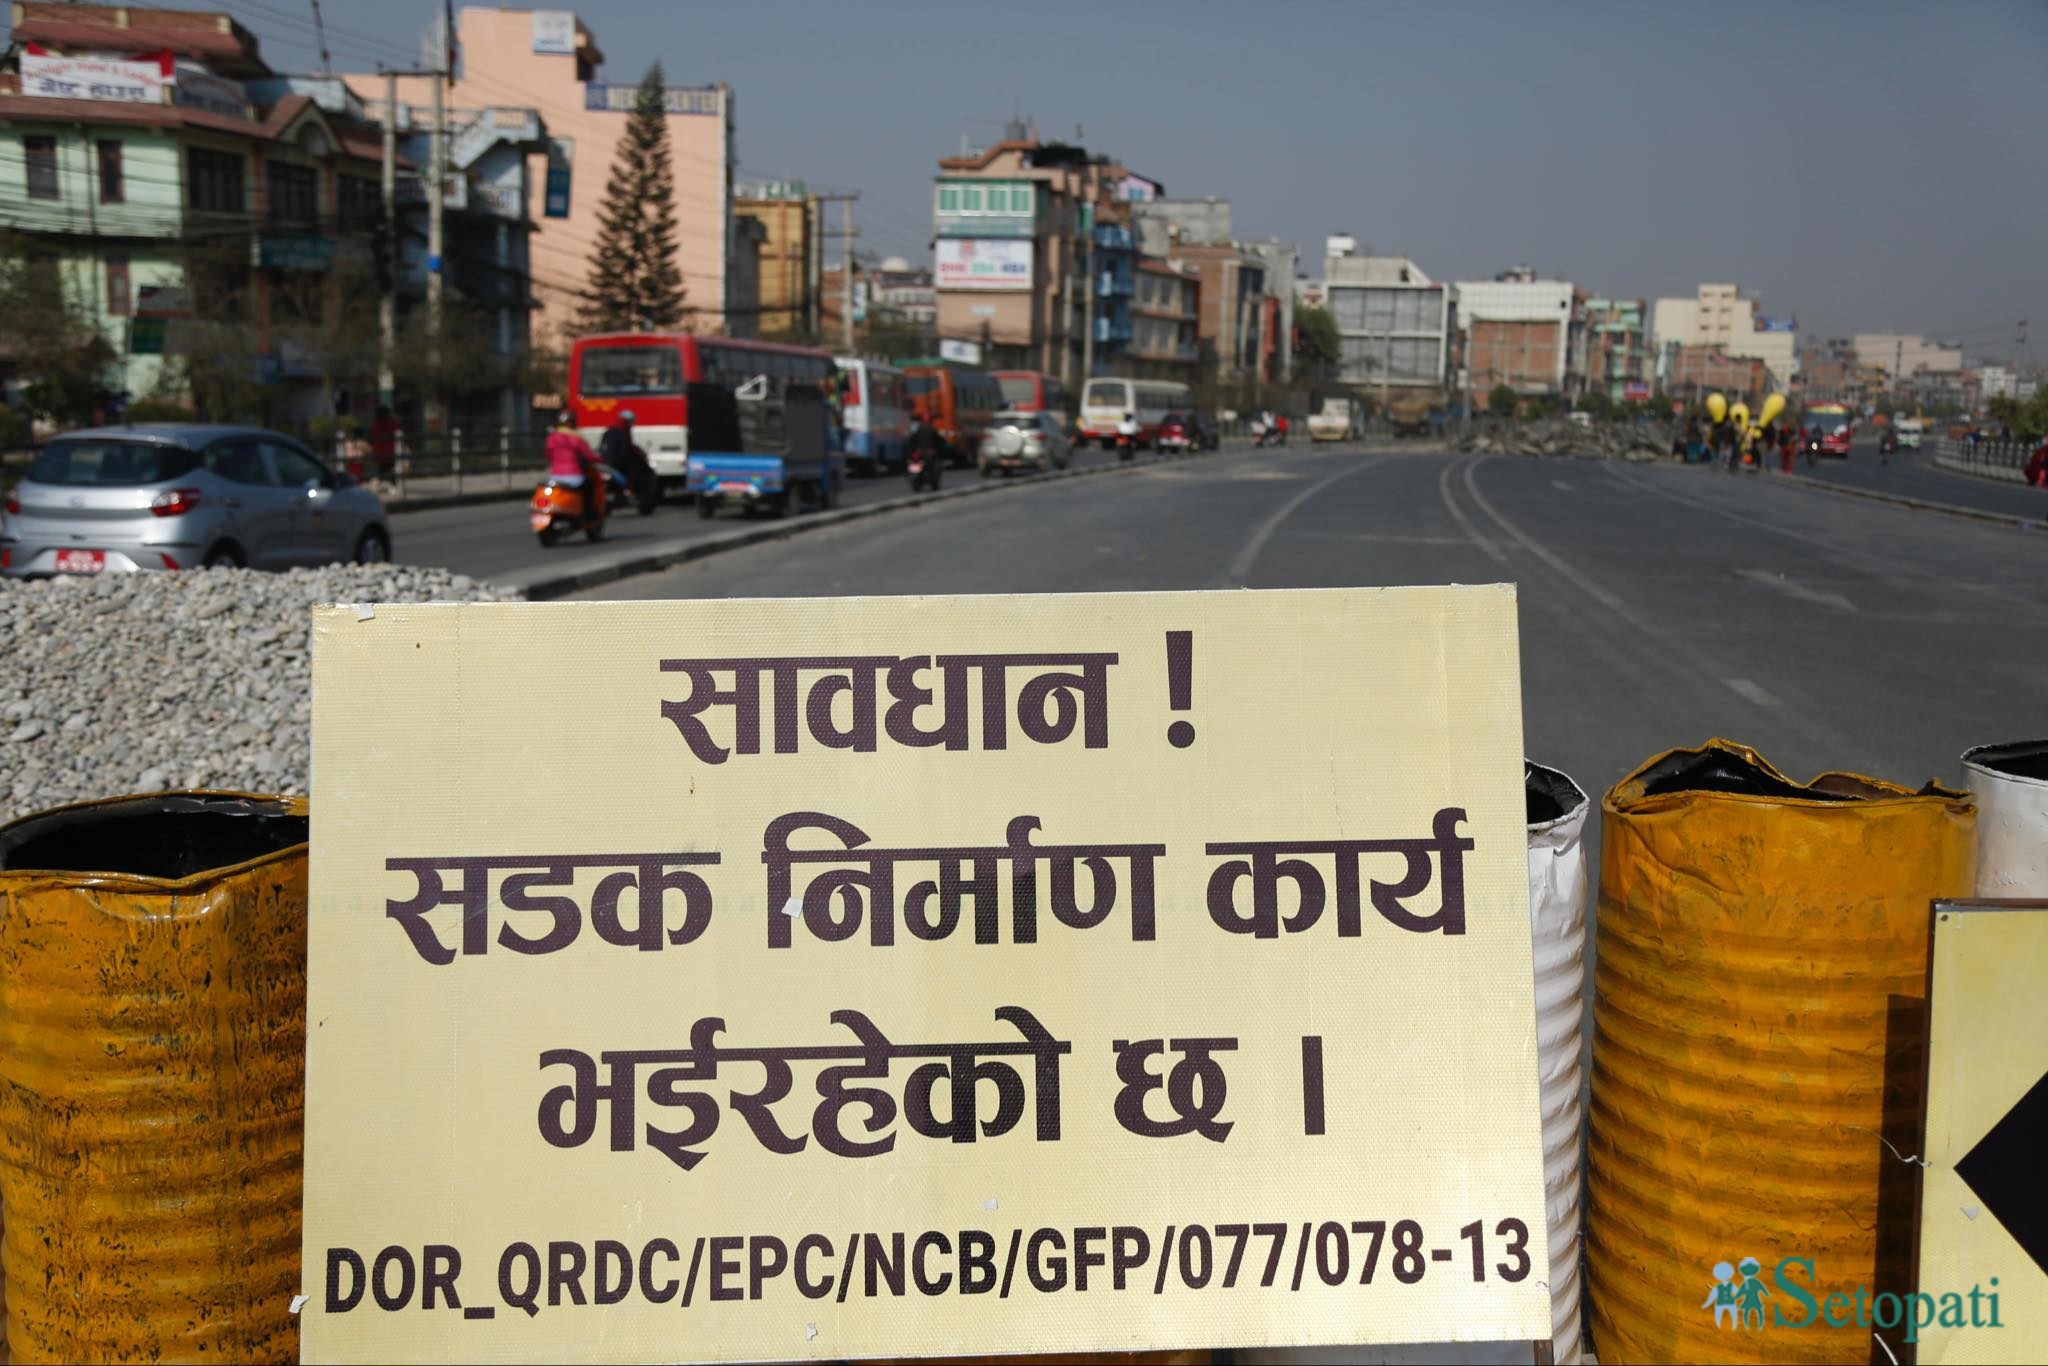 सावधान !
सडक निर्माण कार्य
भईरहेको छ ।
DOR_QRDC/EPC/NCB/GFP/077/078-13
Setopati